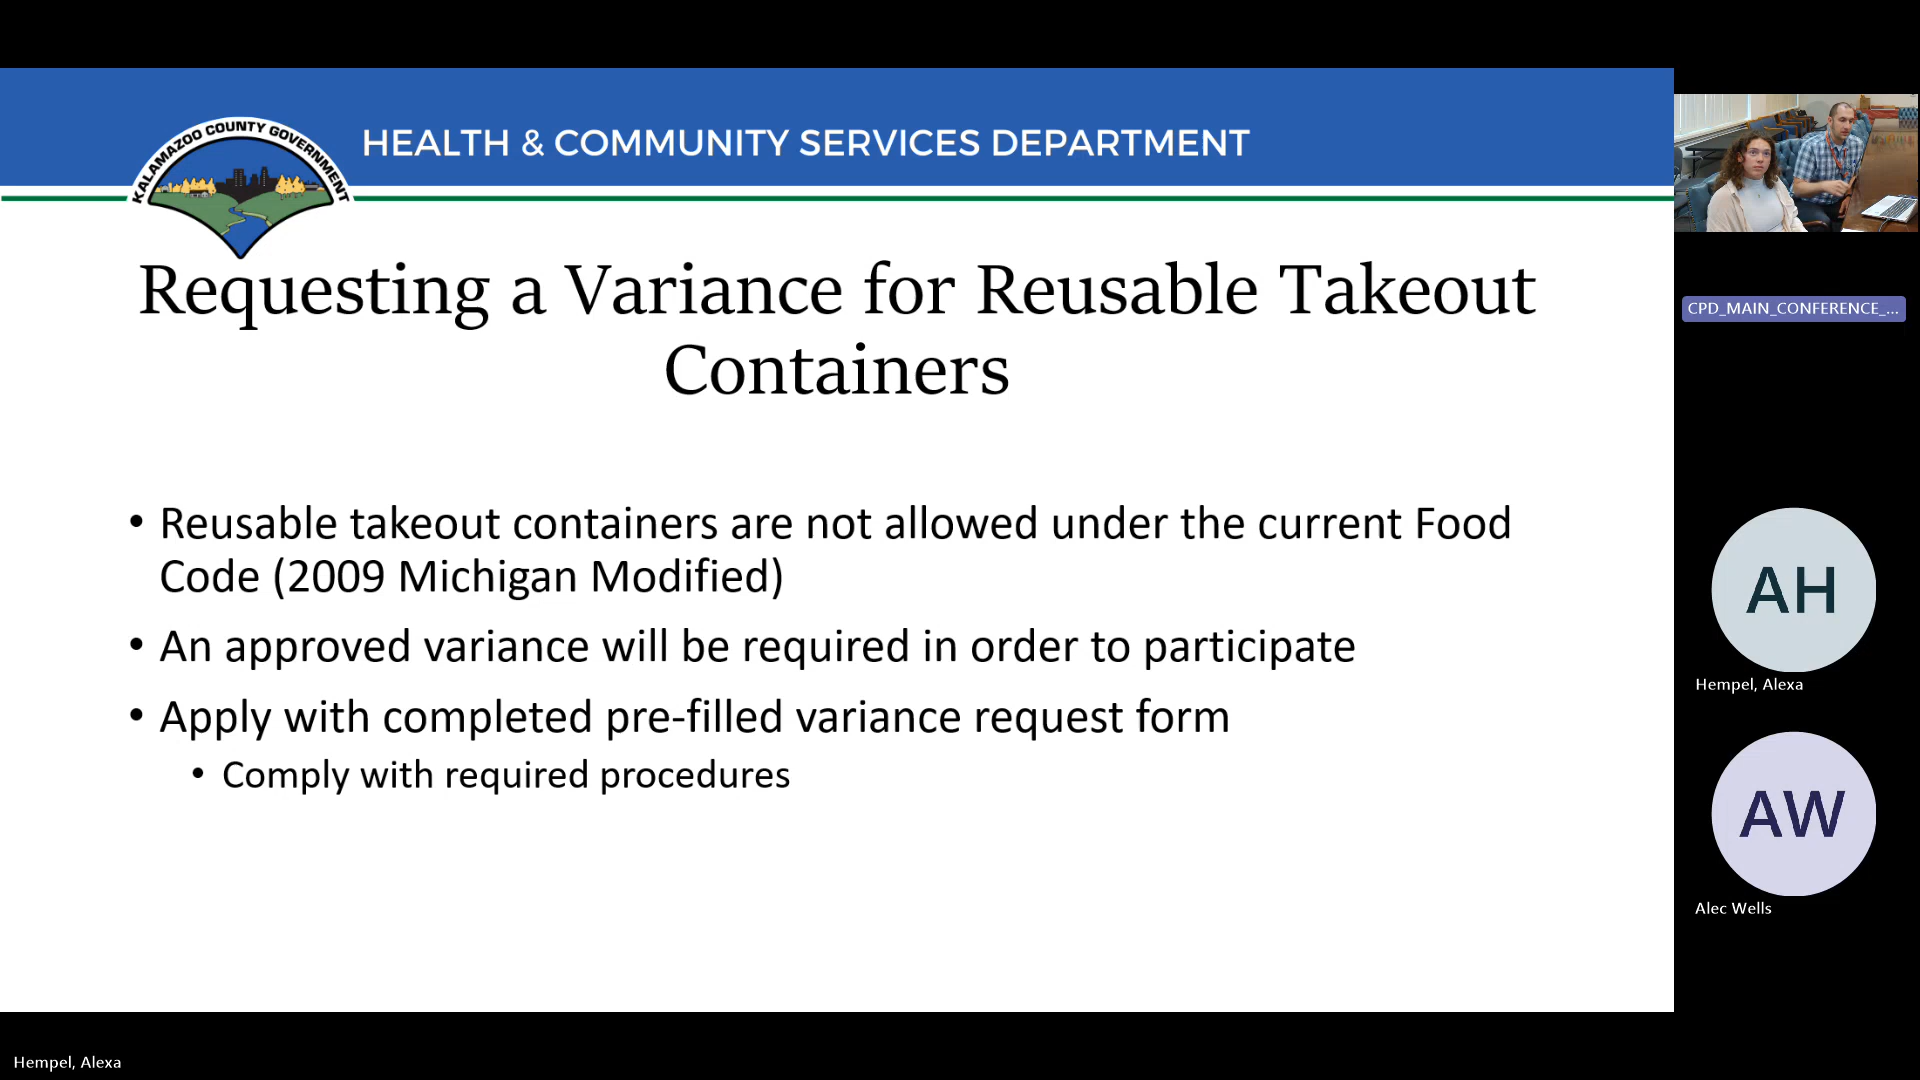 KALAMAZOO COUNTY GOVERNMENT
HEALTH & COMMUNITY SERVICES DEPARTMENT
Requesting a Variance for Reusable Takeout
Containers
• Reusable takeout containers are not allowed under the current Food
Code (2009 Michigan Modified)
• An approved variance will be required in order to participate
• Apply with completed pre-filled variance request form
• Comply with required procedures
CPD_MAIN_CONFERENCE_...
AH
Hempel, Alexa
AW
Alec Wells
Hempel, Alexa